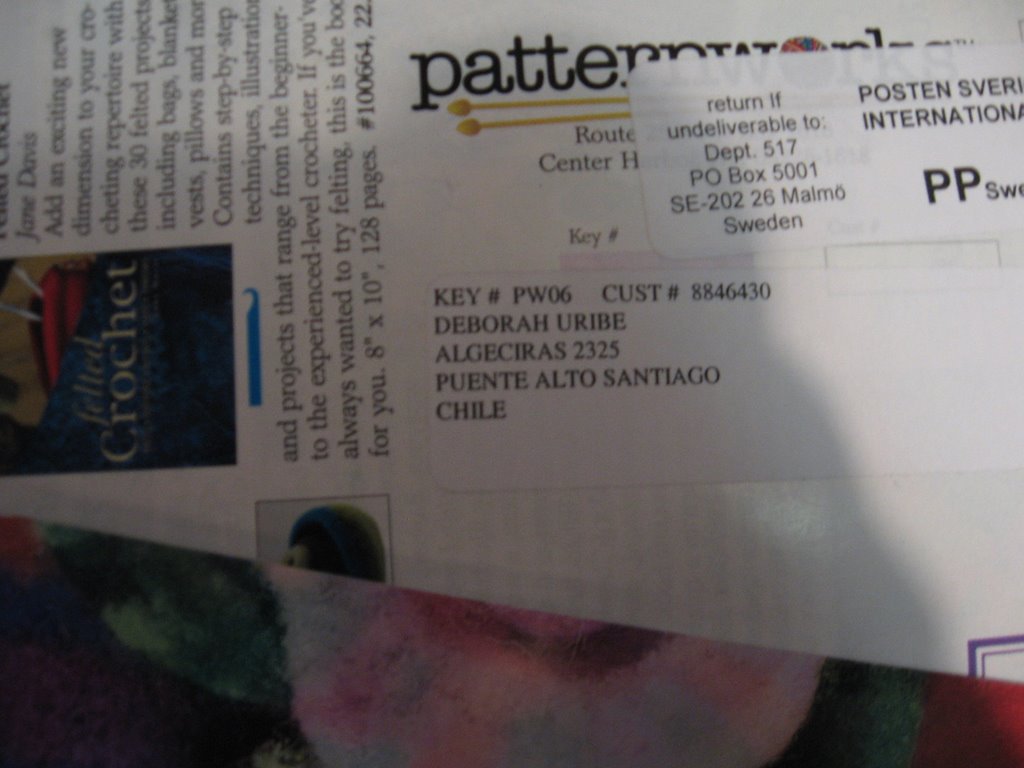 Jane Davis
Add an exciting new
dimension to your cro-
cheting repertoire with
these 30 felted projects
including bags, blanket
vests, pillows and mor
Contains step-by-step
techniques, illustration
and projects that range from the beginner-
to the experienced-level crocheter. If you'v
always wanted to try felting, this is the boo
for you. 8" x 10", 128 pages. #100664, 22.
felted
Crochet
patternworks™
Route
Center H
Key #
return If
undeliverable to:
Dept. 517
PO Box 5001
SE-202 26 Malmö
Sweden
POSTEN SVERI
INTERNATIONA
PP Swe
KEY # PW06 CUST # 8846430
DEBORAH URIBE
ALGECIRAS 2325
PUENTE ALTO SANTIAGO
CHILE